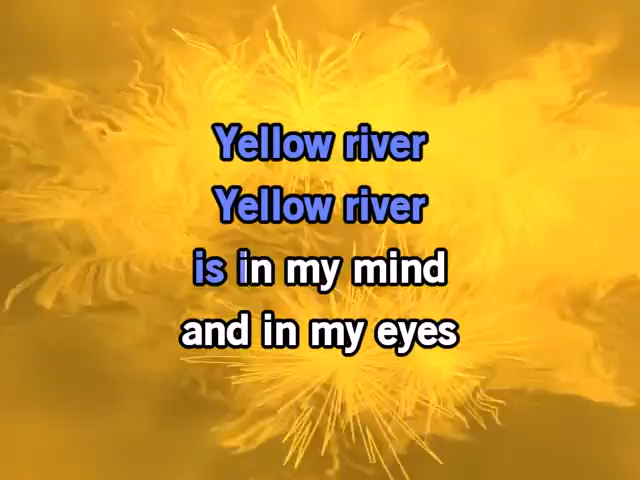 Yellow river
Yellow river
is in my mind
and in my eyes